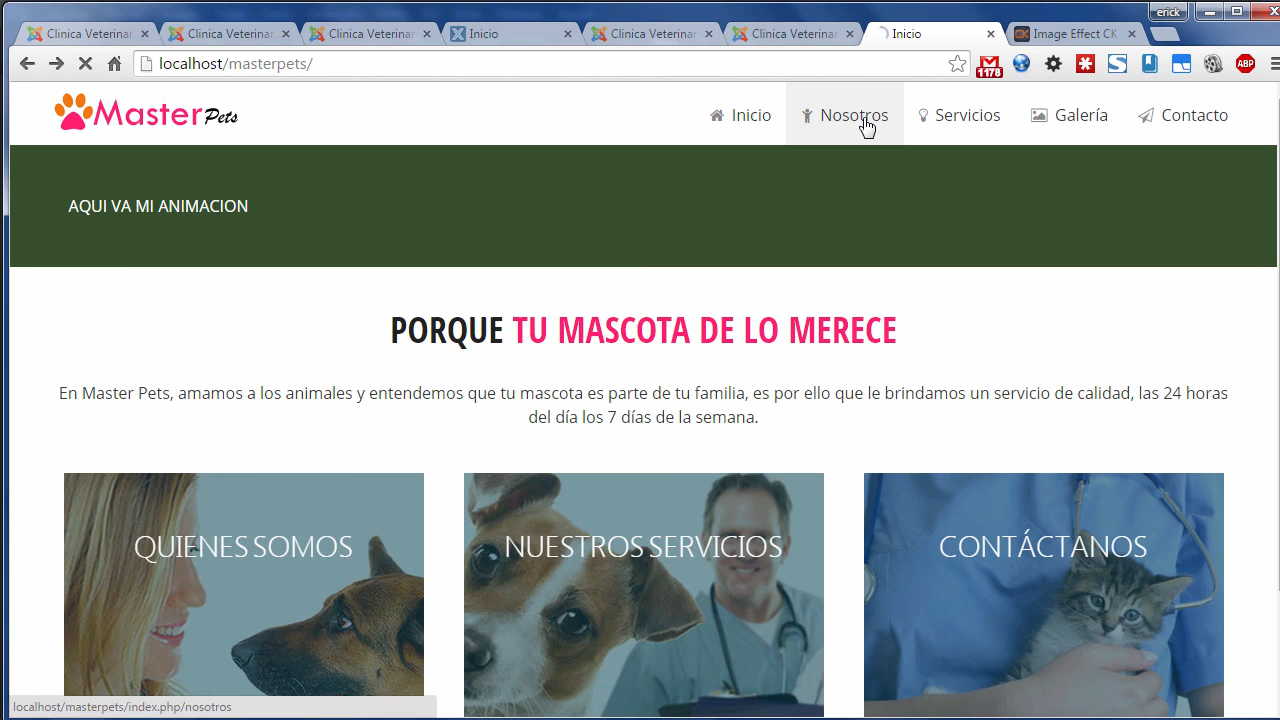 erick
Clinica Veterinar
Clinica Veterinar
Clinica Veterinar
Inicio
Clinica Veterinar
Clinica Veterinar
Inicio
Image Effect CK
localhost/masterpets/
1178
ABP
Master Pets
Inicio
Nosotros
Servicios
Galería
Contacto
AQUI VA MI ANIMACION
PORQUE TU MASCOTA DE LO MERECE
En Master Pets, amamos a los animales y entendemos que tu mascota es parte de tu familia, es por ello que le brindamos un servicio de calidad, las 24 horas
del día los 7 días de la semana.
QUIENES SOMOS
NUESTROS SERVICIOS
CONTÁCTANOS
localhost/masterpets/index.php/nosotros